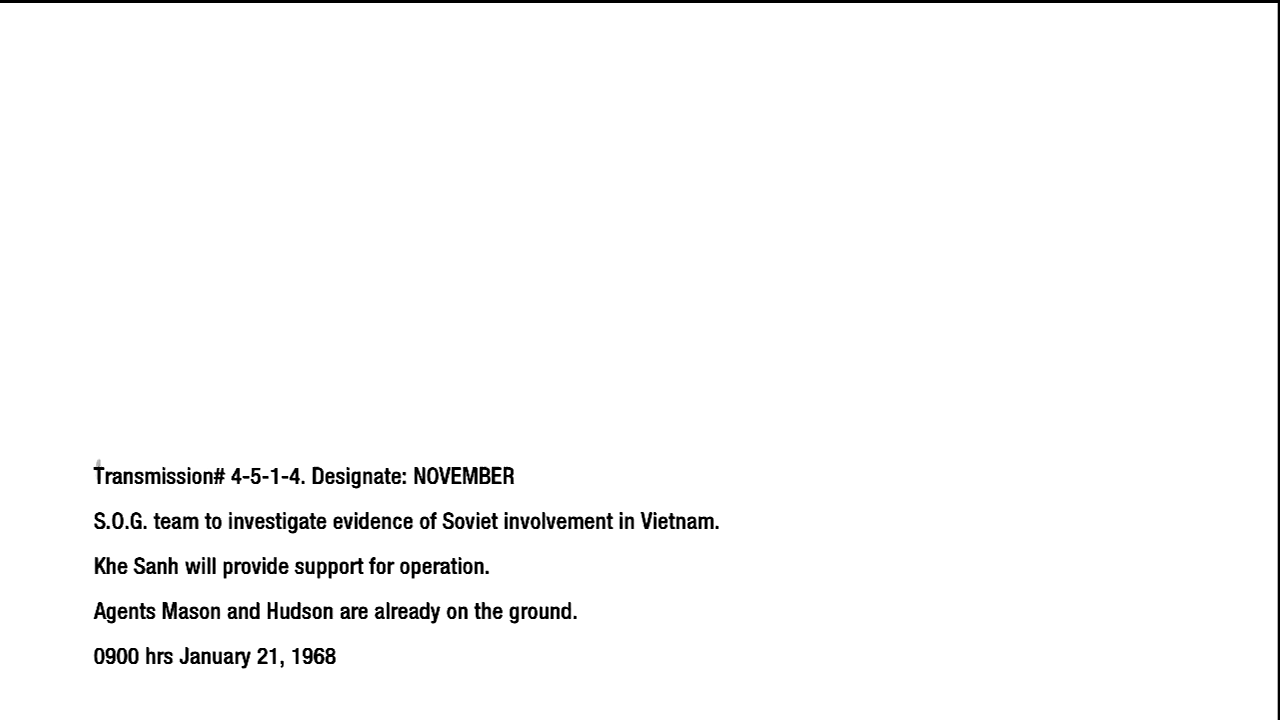 Transmission# 4-5-1-4. Designate: NOVEMBER
S.O.G. team to investigate evidence of Soviet involvement in Vietnam.
Khe Sanh will provide support for operation.
Agents Mason and Hudson are already on the ground.
0900 hrs January 21, 1968